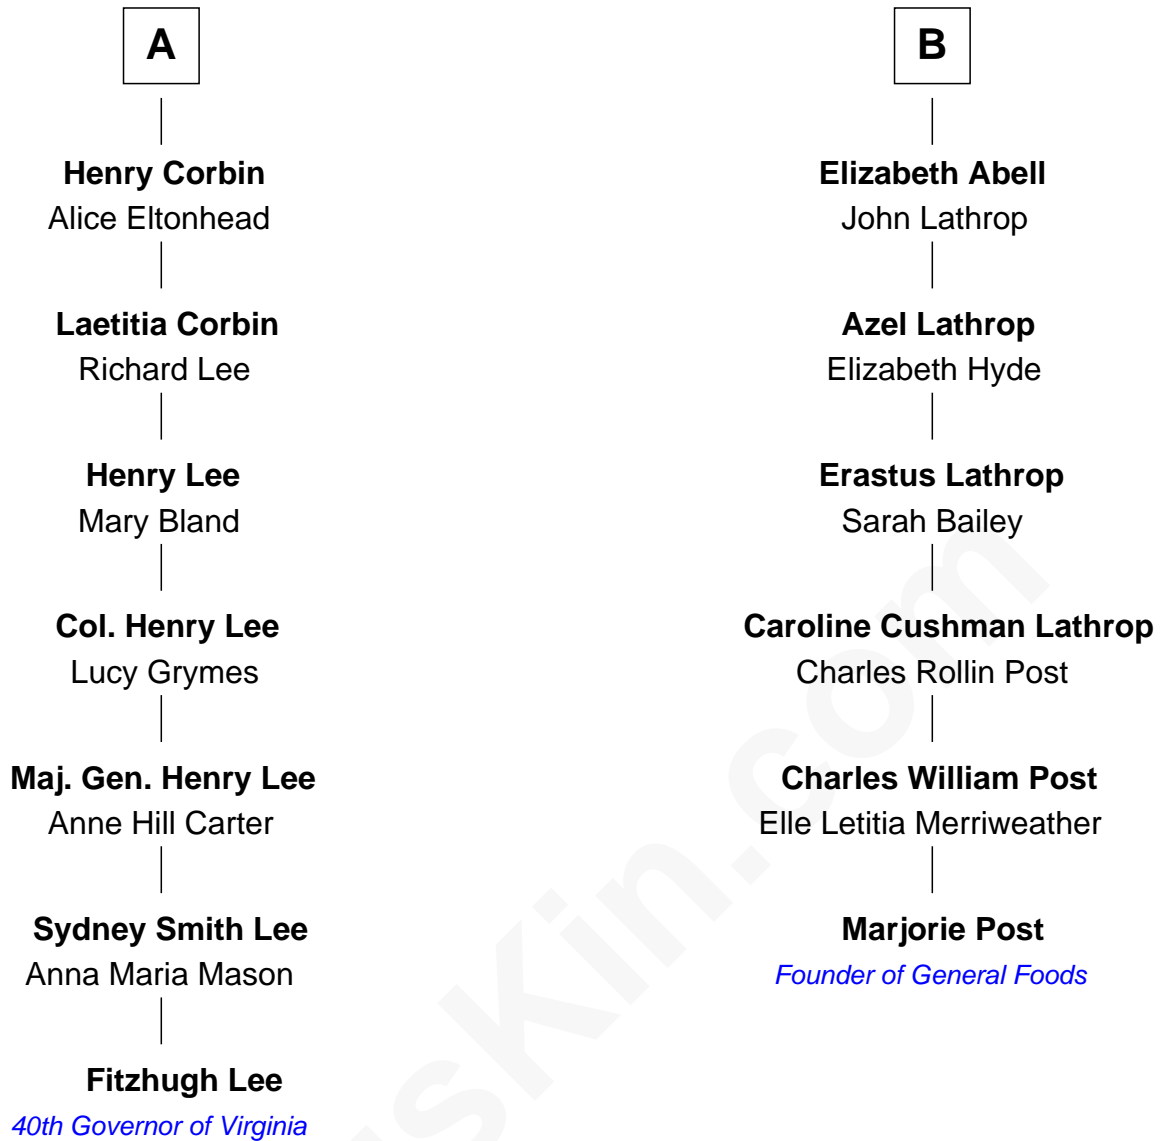 A
Henry Corbin
Alice Eltonhead
Laetitia Corbin
Richard Lee
Henry Lee
Mary Bland
Col. Henry Lee
Lucy Grymes
Maj. Gen. Henry Lee
Anne Hill Carter
Sydney Smith Lee
Anna Maria Mason
Fitzhugh Lee
40th Governor of Virginia
B
Elizabeth Abell
John Lathrop
Azel Lathrop
Elizabeth Hyde
Erastus Lathrop
Sarah Bailey
Caroline Cushman Lathrop
Charles Rollin Post
Charles William Post
Elle Letitia Merriweather
Marjorie Post
Founder of General Foods
usKin.com